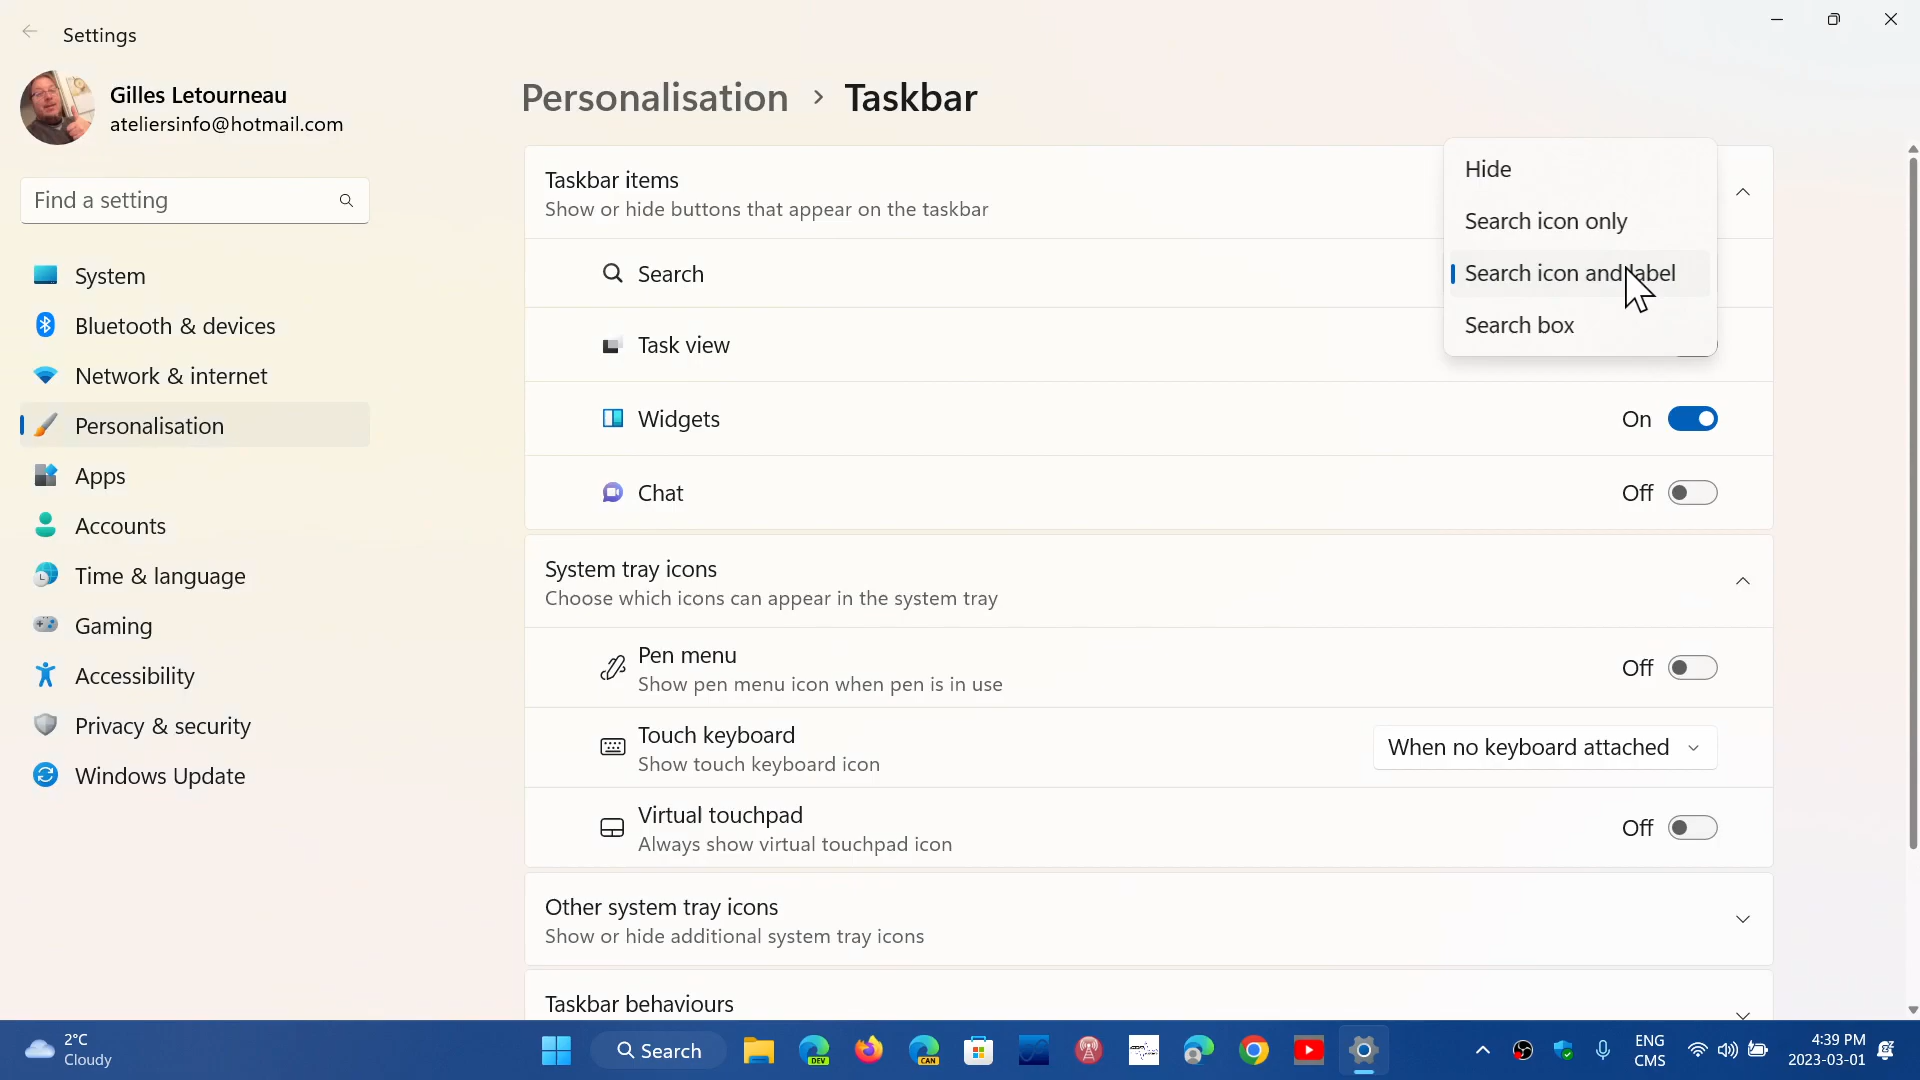 Settings
Gilles Letourneau
ateliersinfo@hotmail.com
Find a setting
System
Bluetooth & devices
Network & internet
Personalisation
Apps
Accounts
Time & language
Gaming
Accessibility
Privacy & security
Windows Update
Personalisation > Taskbar
Taskbar items
Show or hide buttons that appear on the taskbar
Hide
Search icon only
Search icon and label
Search box
Search
Task view
Widgets On
Chat Off
System tray icons
Choose which icons can appear in the system tray
Pen menu
Show pen menu icon when pen is in use
Off
Touch keyboard
Show touch keyboard icon
When no keyboard attached
Virtual touchpad
Always show virtual touchpad icon
Off
Other system tray icons
Show or hide additional system tray icons
Taskbar behaviours
2°C
Cloudy
Search
DEV
CAN
ENG
CMS
4:39 PM
2023-03-01